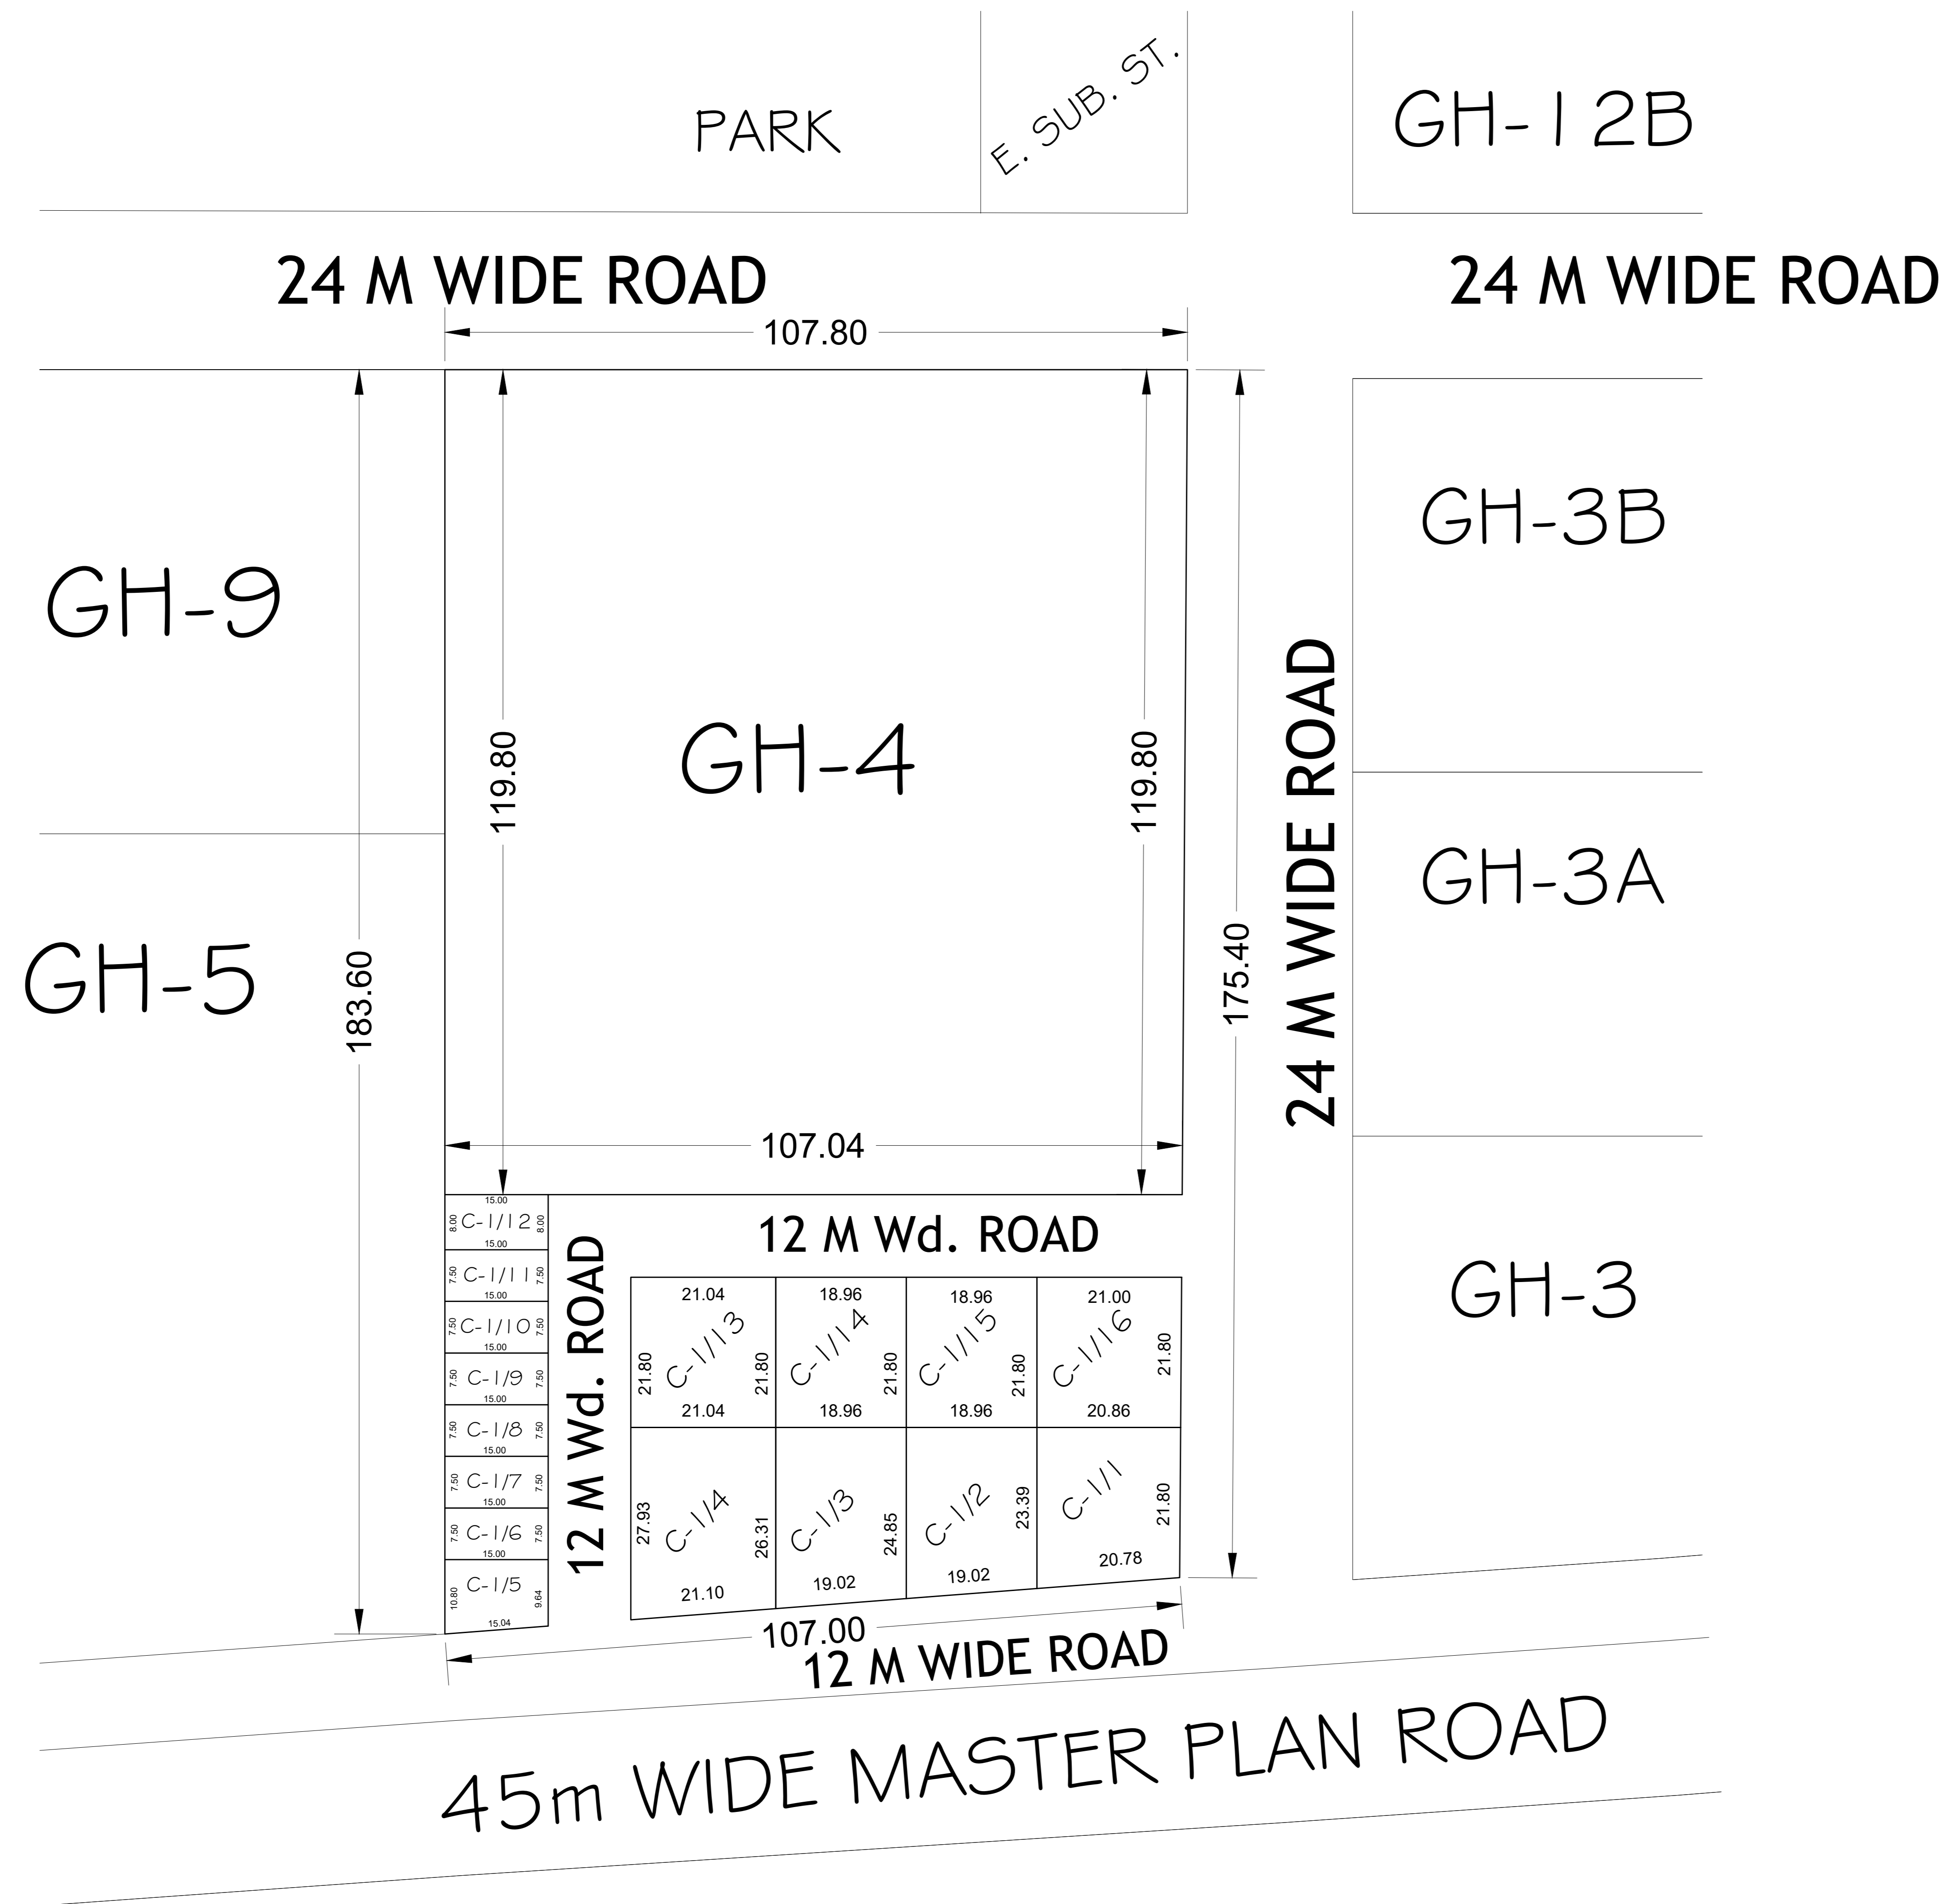 PARK
E. SUB. ST.
GH-12B
24 M WIDE ROAD
24 M WIDE ROAD
107.80
GH-9
GH-4
GH-3B
119.80
119.80
24 M WIDE ROAD
GH-3A
GH-5
183.60
175.40
107.04
15.00
8.00
C-1/12
8.00
15.00
7.50
C-1/11
7.50
15.00
7.50
C-1/10
7.50
15.00
7.50
C-1/9
7.50
15.00
7.50
C-1/8
7.50
15.00
7.50
C-1/7
7.50
15.00
7.50
C-1/6
7.50
15.00
10.80
C-1/5
9.64
15.04
12 M Wd. ROAD
12 M Wd. ROAD
21.04
18.96
18.96
21.00
21.80
C-1/13
21.80
C-1/14
21.80
C-1/15
21.80
C-1/16
21.80
21.04
18.96
18.96
20.86
27.93
C-1/4
26.31
C-1/3
24.85
C-1/2
23.39
C-1/1
21.80
21.10
19.02
19.02
20.78
GH-3
107.00
12 M WIDE ROAD
45m WIDE MASTER PLAN ROAD